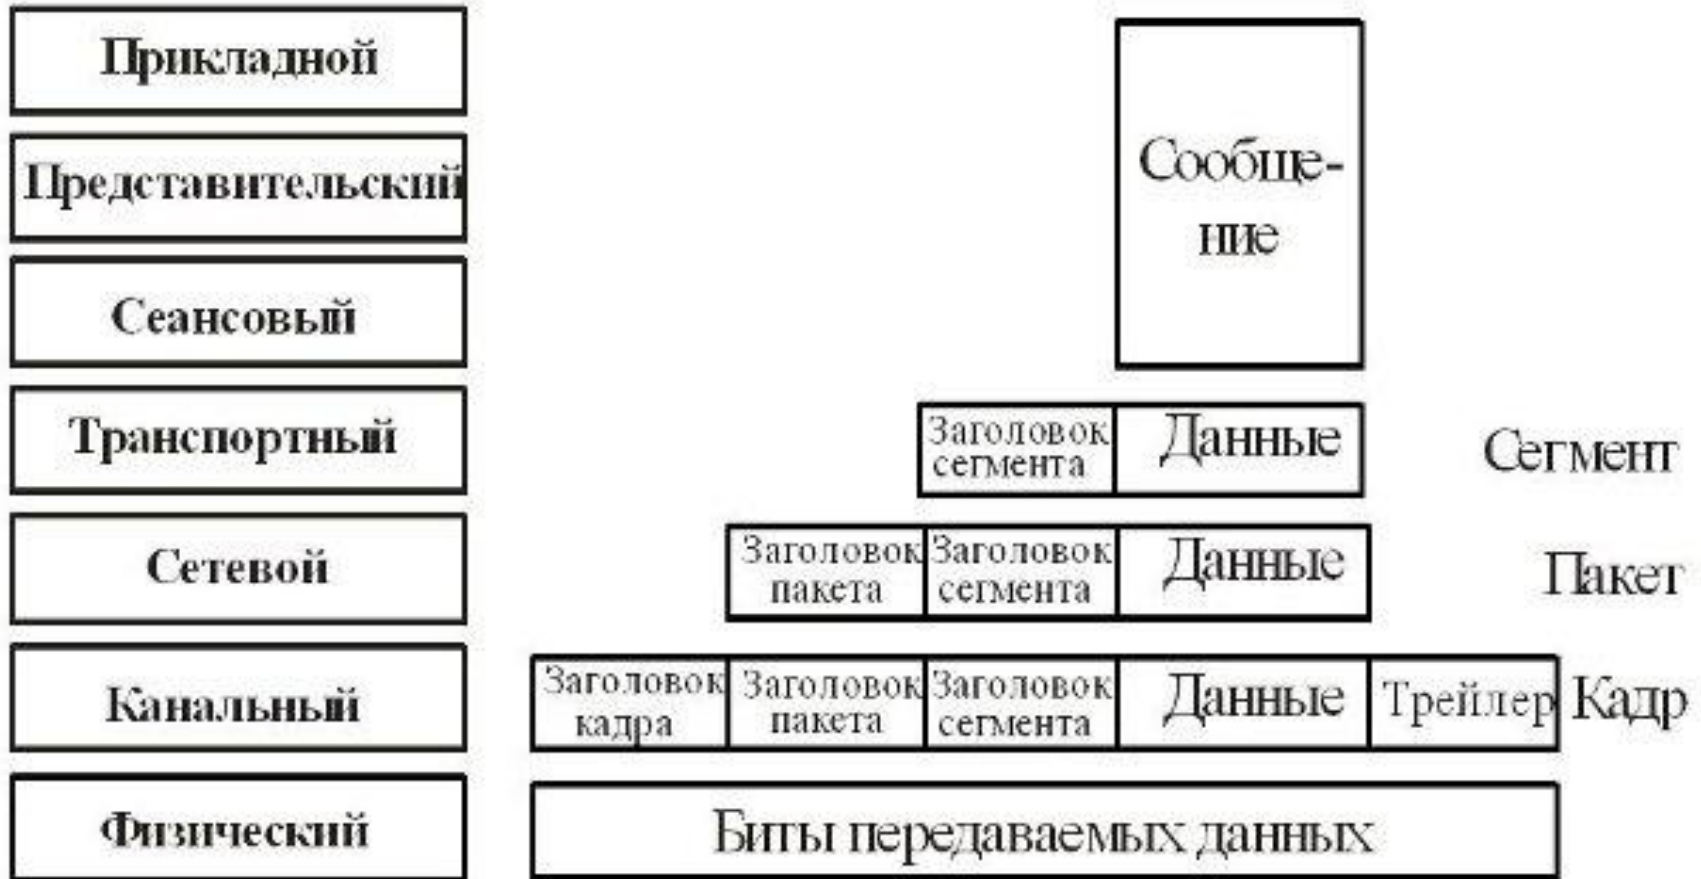 Прикладной
Представительский
Сеансовый
Сообще-
ние
Транспортный
Заголовок
сегмента
Данные
Сегмент
Сетевой
Заголовок
пакета
Заголовок
сегмента
Данные
Пакет
Канальный
Заголовок
кадра
Заголовок
пакета
Заголовок
сегмента
Данные
Трейлер
Кадр
Физический
Биты передаваемых данных